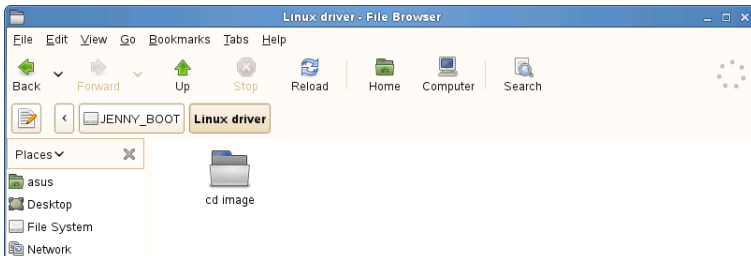 Linux driver - File Browser
File Edit View Go Bookmarks Tabs Help
Back Forward Up Stop Reload Home Computer Search
JENNY_BOOT Linux driver
Places
asus
Desktop
File System
Network
cd image